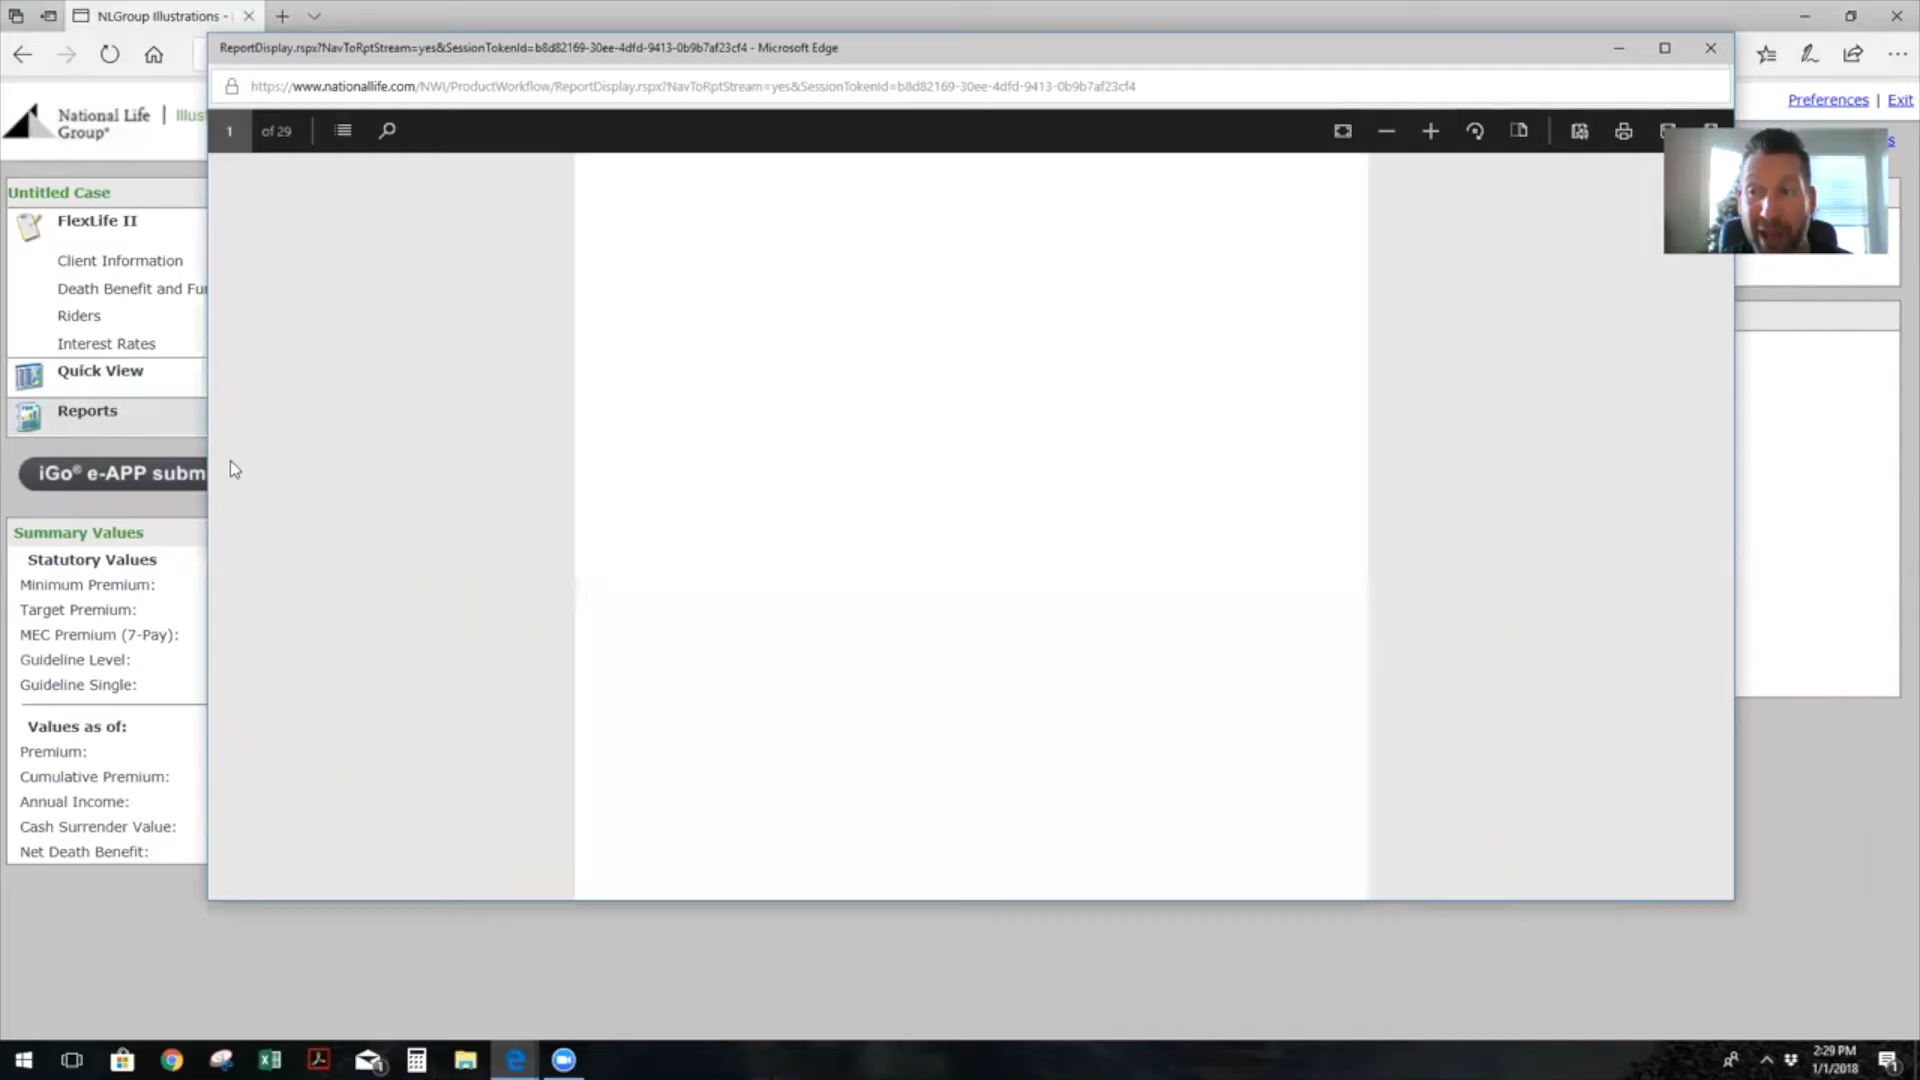 NLGroup Illustrations -
ReportDisplay.rspx?NavToRptStream=yes&SessionTokenId=b8d82169-30ee-4dfd-9413-0b9b7af23cf4 - Microsoft Edge
https://www.nationallife.com/NWI/ProductWorkflow/ReportDisplay.rspx?NavToRptStream=yes&SessionTokenId=b8d82169-30ee-4dfd-9413-0b9b7af23cf4
Preferences | Exit
National Life Group® | Illus
1 of 29
s
Untitled Case
FlexLife II
Client Information
Death Benefit and Fu
Riders
Interest Rates
Quick View
Reports
iGo® e-APP subm
Summary Values
Statutory Values
Minimum Premium:
Target Premium:
MEC Premium (7-Pay):
Guideline Level:
Guideline Single:
Values as of:
Premium:
Cumulative Premium:
Annual Income:
Cash Surrender Value:
Net Death Benefit:
2:29 PM
1/1/2018